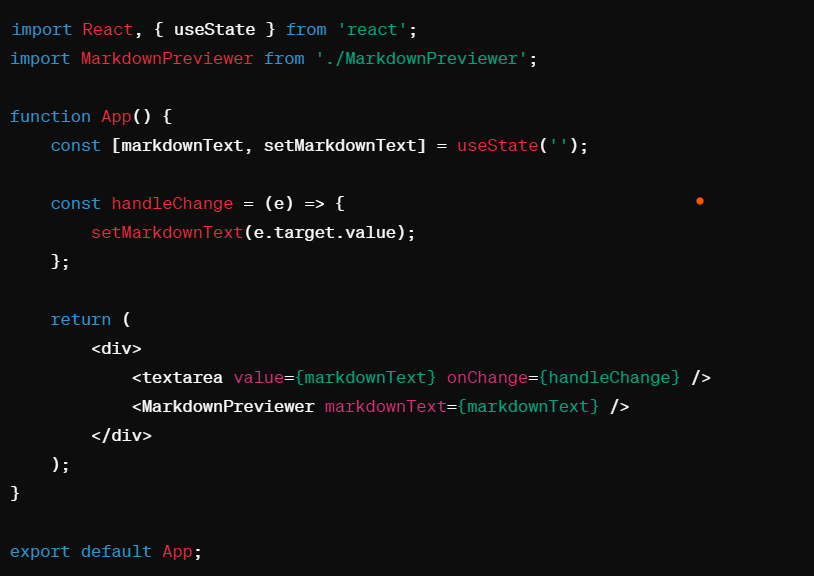 import React, { useState } from 'react';
import MarkdownPreviewer from './MarkdownPreviewer';

function App() {
    const [markdownText, setMarkdownText] = useState('');

    const handleChange = (e) => {
        setMarkdownText(e.target.value);
    };

    return (
        <div>
            <textarea value={markdownText} onChange={handleChange} />
            <MarkdownPreviewer markdownText={markdownText} />
        </div>
    );
}

export default App;